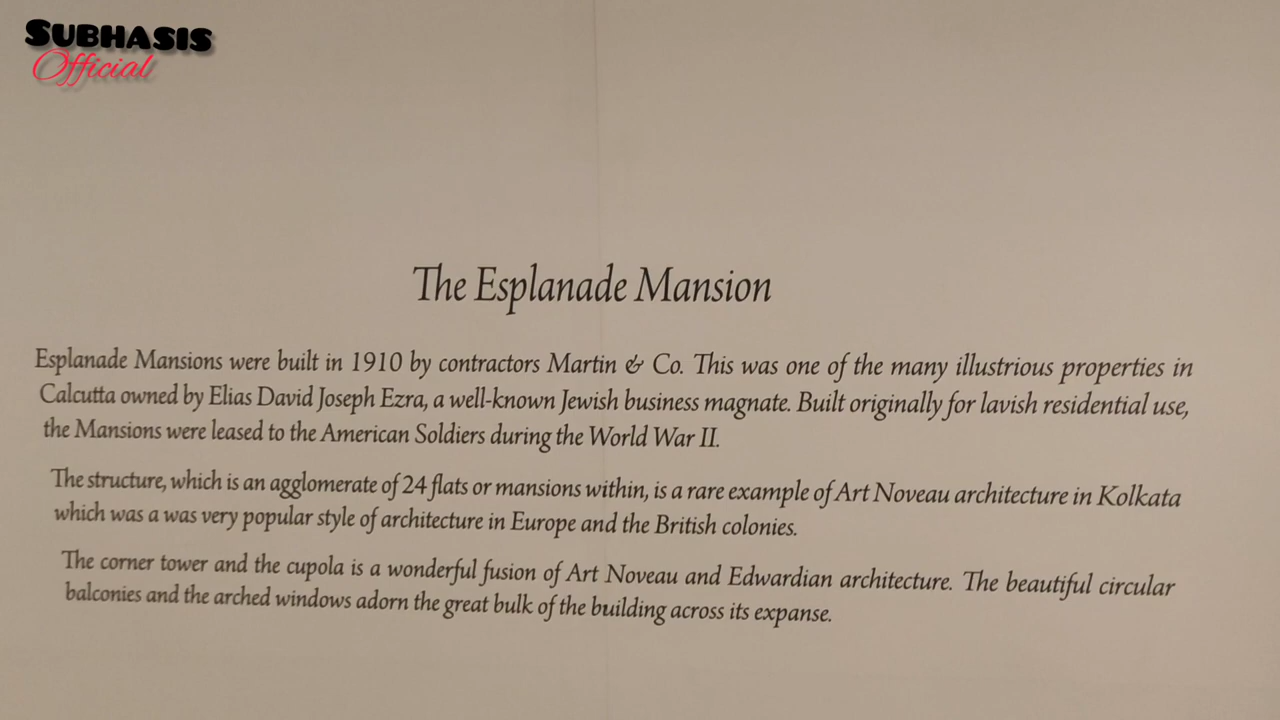 SUBHASIS
Official
The Esplanade Mansion
Esplanade Mansions were built in 1910 by contractors Martin & Co. This was one of the many illustrious properties in
Calcutta owned by Elias David Joseph Ezra, a well-known Jewish business magnate. Built originally for lavish residential use,
the Mansions were leased to the American Soldiers during the World War II.
The structure, which is an agglomerate of 24 flats or mansions within, is a rare example of Art Noveau architecture in Kolkata
which was a was very popular style of architecture in Europe and the British colonies.
The corner tower and the cupola is a wonderful fusion of Art Noveau and Edwardian architecture. The beautiful circular
balconies and the arched windows adorn the great bulk of the building across its expanse.